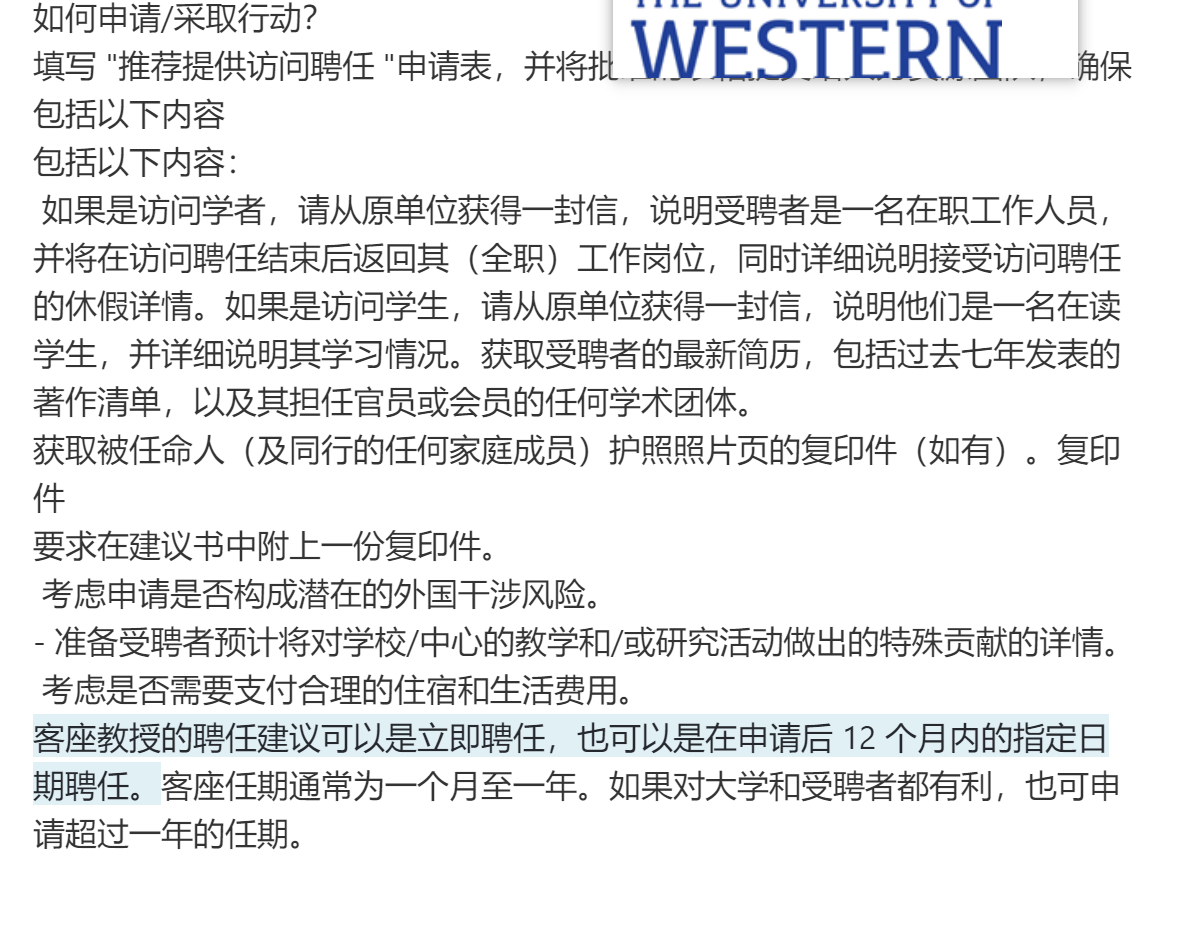 如何申请/采取行动？
THE UNIVERSITY OF
WESTERN
填写 "推荐提供访问聘任 "申请表，并将批 确保
包括以下内容
包括以下内容：
如果是访问学者，请从原单位获得一封信，说明受聘者是一名在职工作人员，
并将在访问聘任结束后返回其（全职）工作岗位，同时详细说明接受访问聘任
的休假详情。如果是访问学生，请从原单位获得一封信，说明他们是一名在读
学生，并详细说明其学习情况。获取受聘者的最新简历，包括过去七年发表的
著作清单，以及其担任官员或会员的任何学术团体。
获取被任命人（及同行的任何家庭成员）护照照片页的复印件（如有）。复印
件
要求在建议书中附上一份复印件。
考虑申请是否构成潜在的外国干涉风险。
- 准备受聘者预计将对学校/中心的教学和/或研究活动做出的特殊贡献的详情。
考虑是否需要支付合理的住宿和生活费用。
客座教授的聘任建议可以是立即聘任，也可以是在申请后 12 个月内的指定日
期聘任。客座任期通常为一个月至一年。如果对大学和受聘者都有利，也可申
请超过一年的任期。